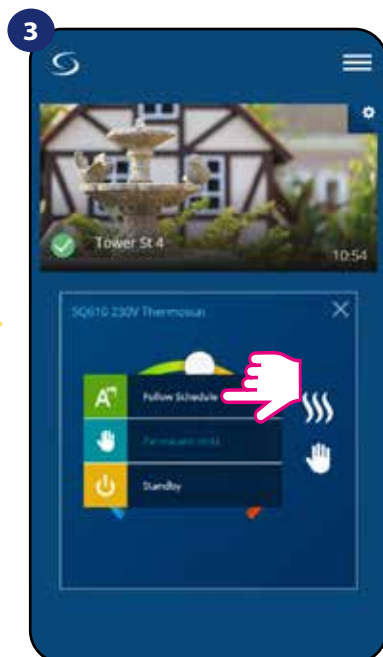 3
Tower St 4
10:54
SQ610 230V Thermostat
Follow Schedule
Permanent Hold
Standby